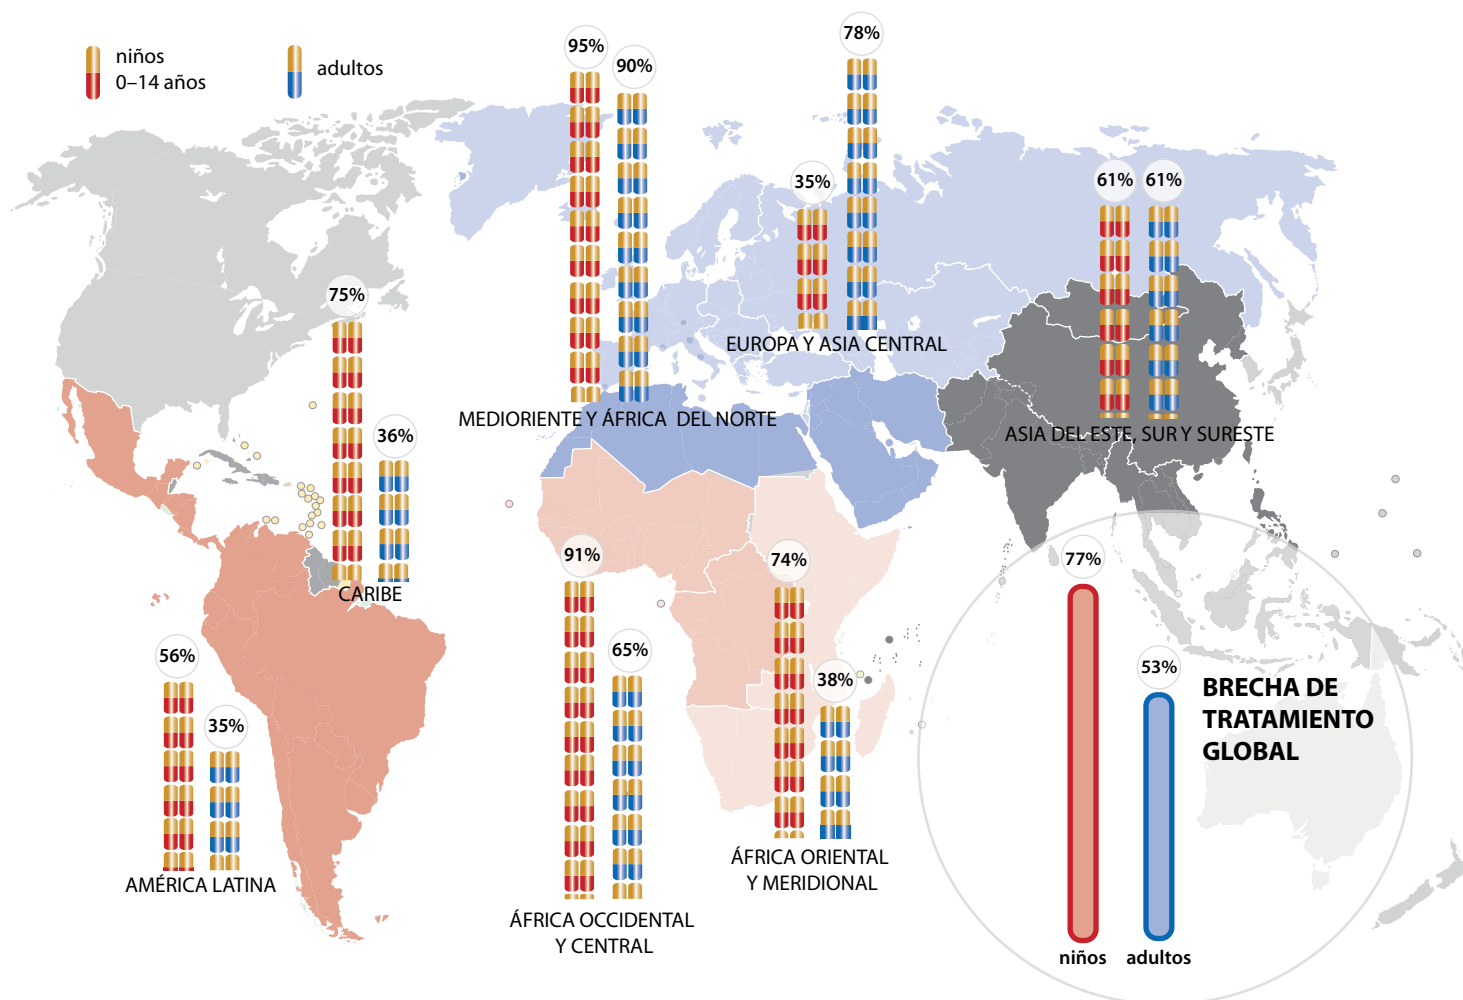 niños
0–14 años
adultos
95%
90%
78%
35%
61%
61%
75%
36%
EUROPA Y ASIA CENTRAL
MEDIORIENTE Y ÁFRICA DEL NORTE
ASIA DEL ESTE, SUR Y SURESTE
CARIBE
91%
65%
74%
38%
56%
35%
AMÉRICA LATINA
ÁFRICA OCCIDENTAL
Y CENTRAL
ÁFRICA ORIENTAL
Y MERIDIONAL
77%
53%
BRECHA DE
TRATAMIENTO
GLOBAL
niños
adultos